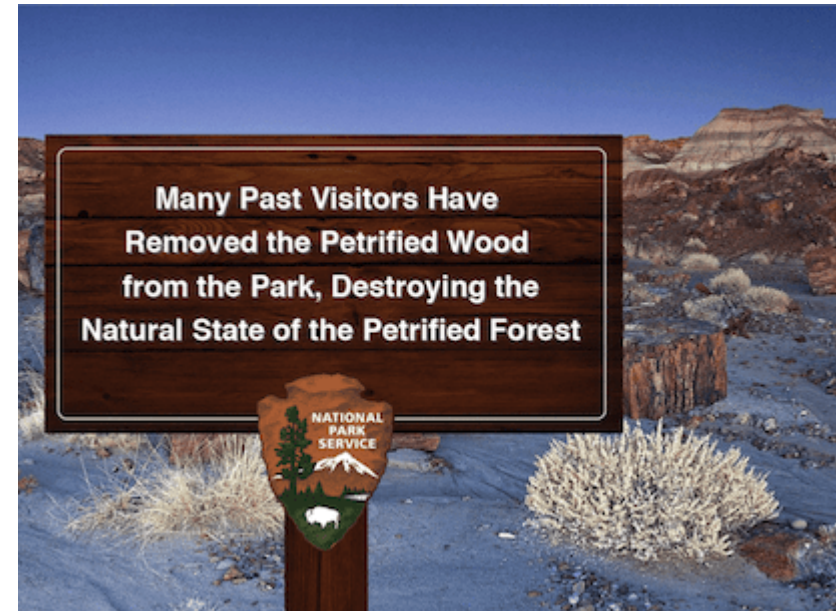 Many Past Visitors Have
Removed the Petrified Wood
from the Park, Destroying the
Natural State of the Petrified Forest
NATIONAL
PARK
SERVICE